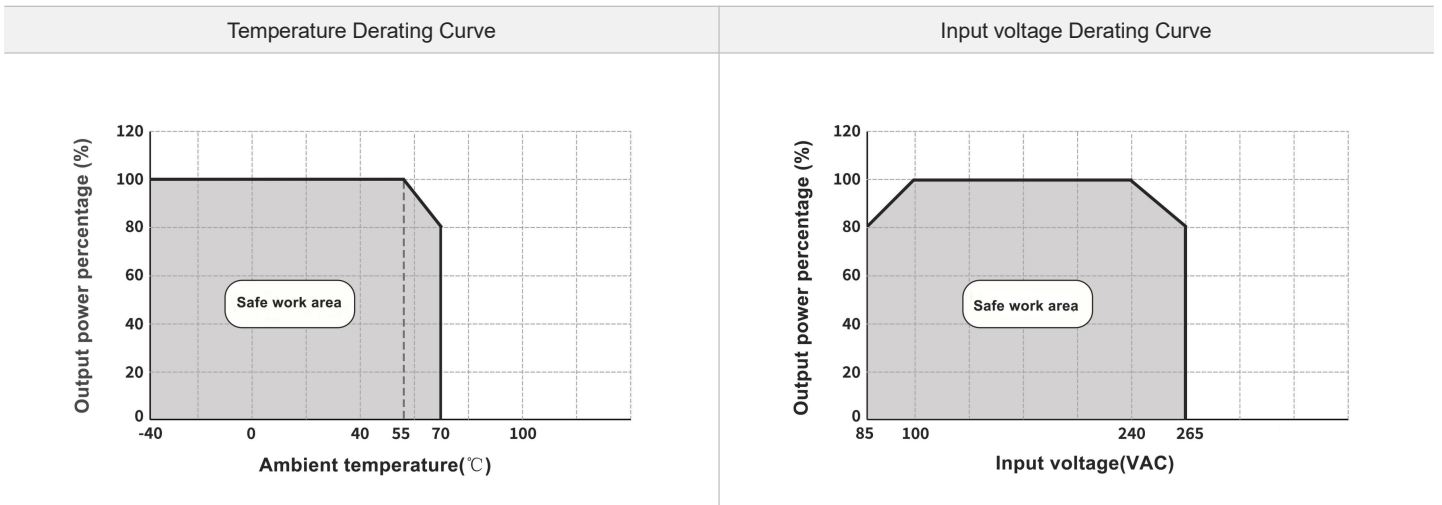 Temperature Derating Curve
Input voltage Derating Curve
Output power percentage (%)
120
100
80
60
40
20
0
Safe work area
-40 0 40 55 70 100
Ambient temperature(℃)
Output power percentage (%)
120
100
80
60
40
20
0
Safe work area
85 100 240 265
Input voltage(VAC)